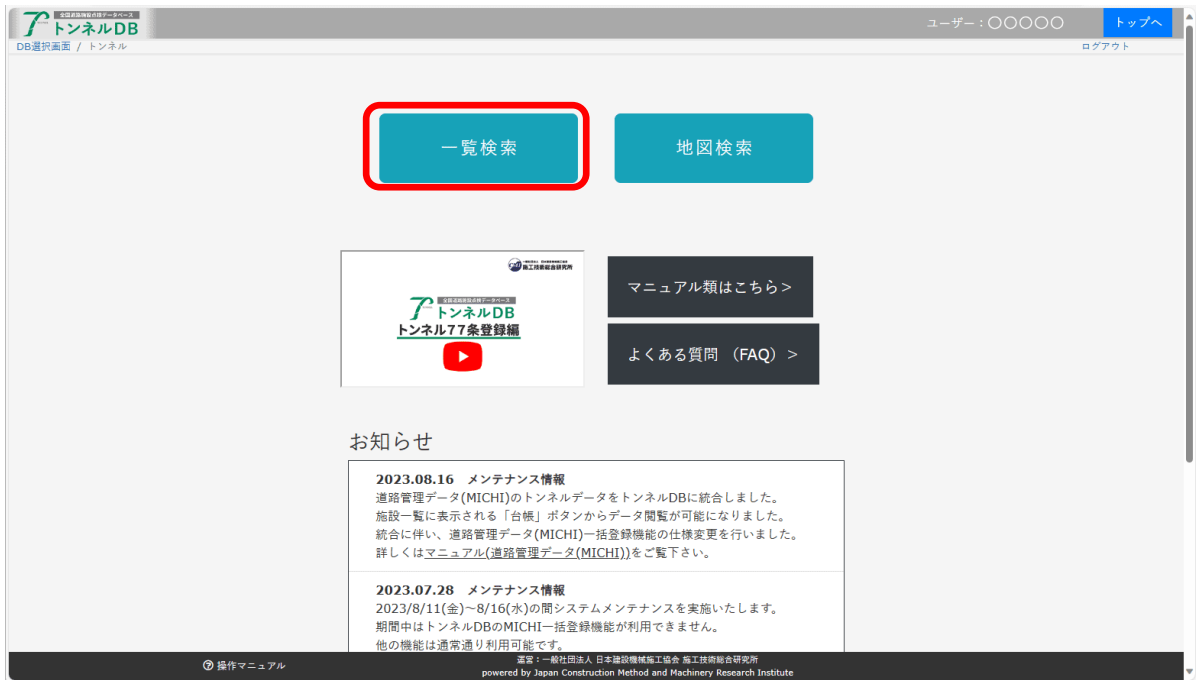 全国道路施設点検データベース
トンネルDB
ユーザー：〇〇〇〇〇
トップへ
DB選択画面 / トンネル
ログアウト
一覧検索
地図検索
施工技術総合研究所
全国道路施設点検データベース
トンネルDB
トンネル77条登録編
マニュアル類はこちら＞
よくある質問 （FAQ）＞
お知らせ
2023.08.16 メンテナンス情報
道路管理データ(MICHI)のトンネルデータをトンネルDBに統合しました。
施設一覧に表示される「台帳」ボタンからデータ閲覧が可能になりました。
統合に伴い、道路管理データ(MICHI)一括登録機能の仕様変更を行いました。
詳しくはマニュアル(道路管理データ(MICHI))をご覧下さい。
2023.07.28 メンテナンス情報
2023/8/11(金)～8/16(水)の間システムメンテナンスを実施いたします。
期間中はトンネルDBのMICHI一括登録機能が利用できません。
他の機能は通常通り利用可能です。
操作マニュアル
運営：一般社団法人 日本建設機械施工協会 施工技術総合研究所
powered by Japan Construction Method and Machinery Research Institute